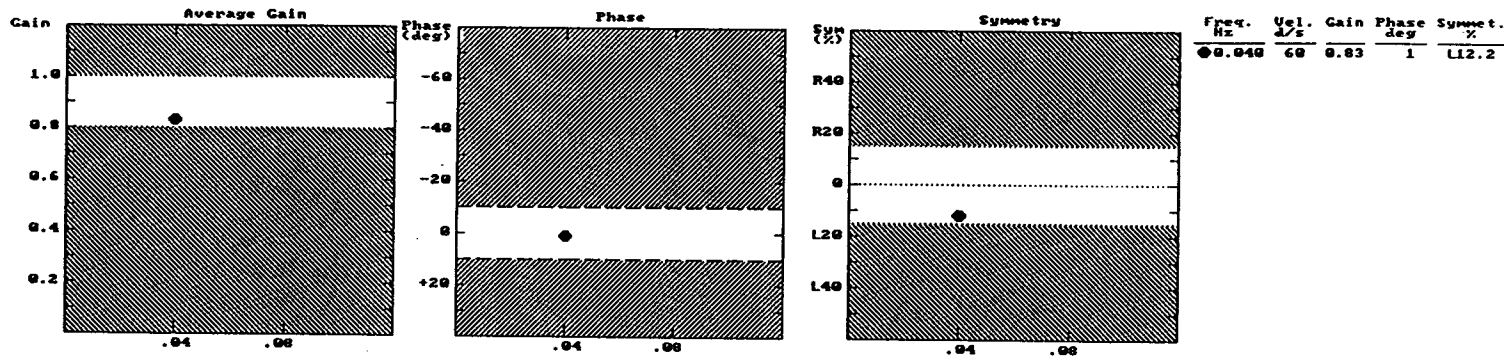 Average Gain
Gain
1.0
0.8
0.6
0.4
0.2
.04 .08
Phase
Phase
(deg)
-60
-40
-20
0
+20
.04 .08
Symmetry
Sym
(%)
R40
R20
0
L20
L40
.04 .08
Freq. Vel. Gain Phase Symmet.
Hz d/s deg %
0.040 60 0.83 1 L12.2